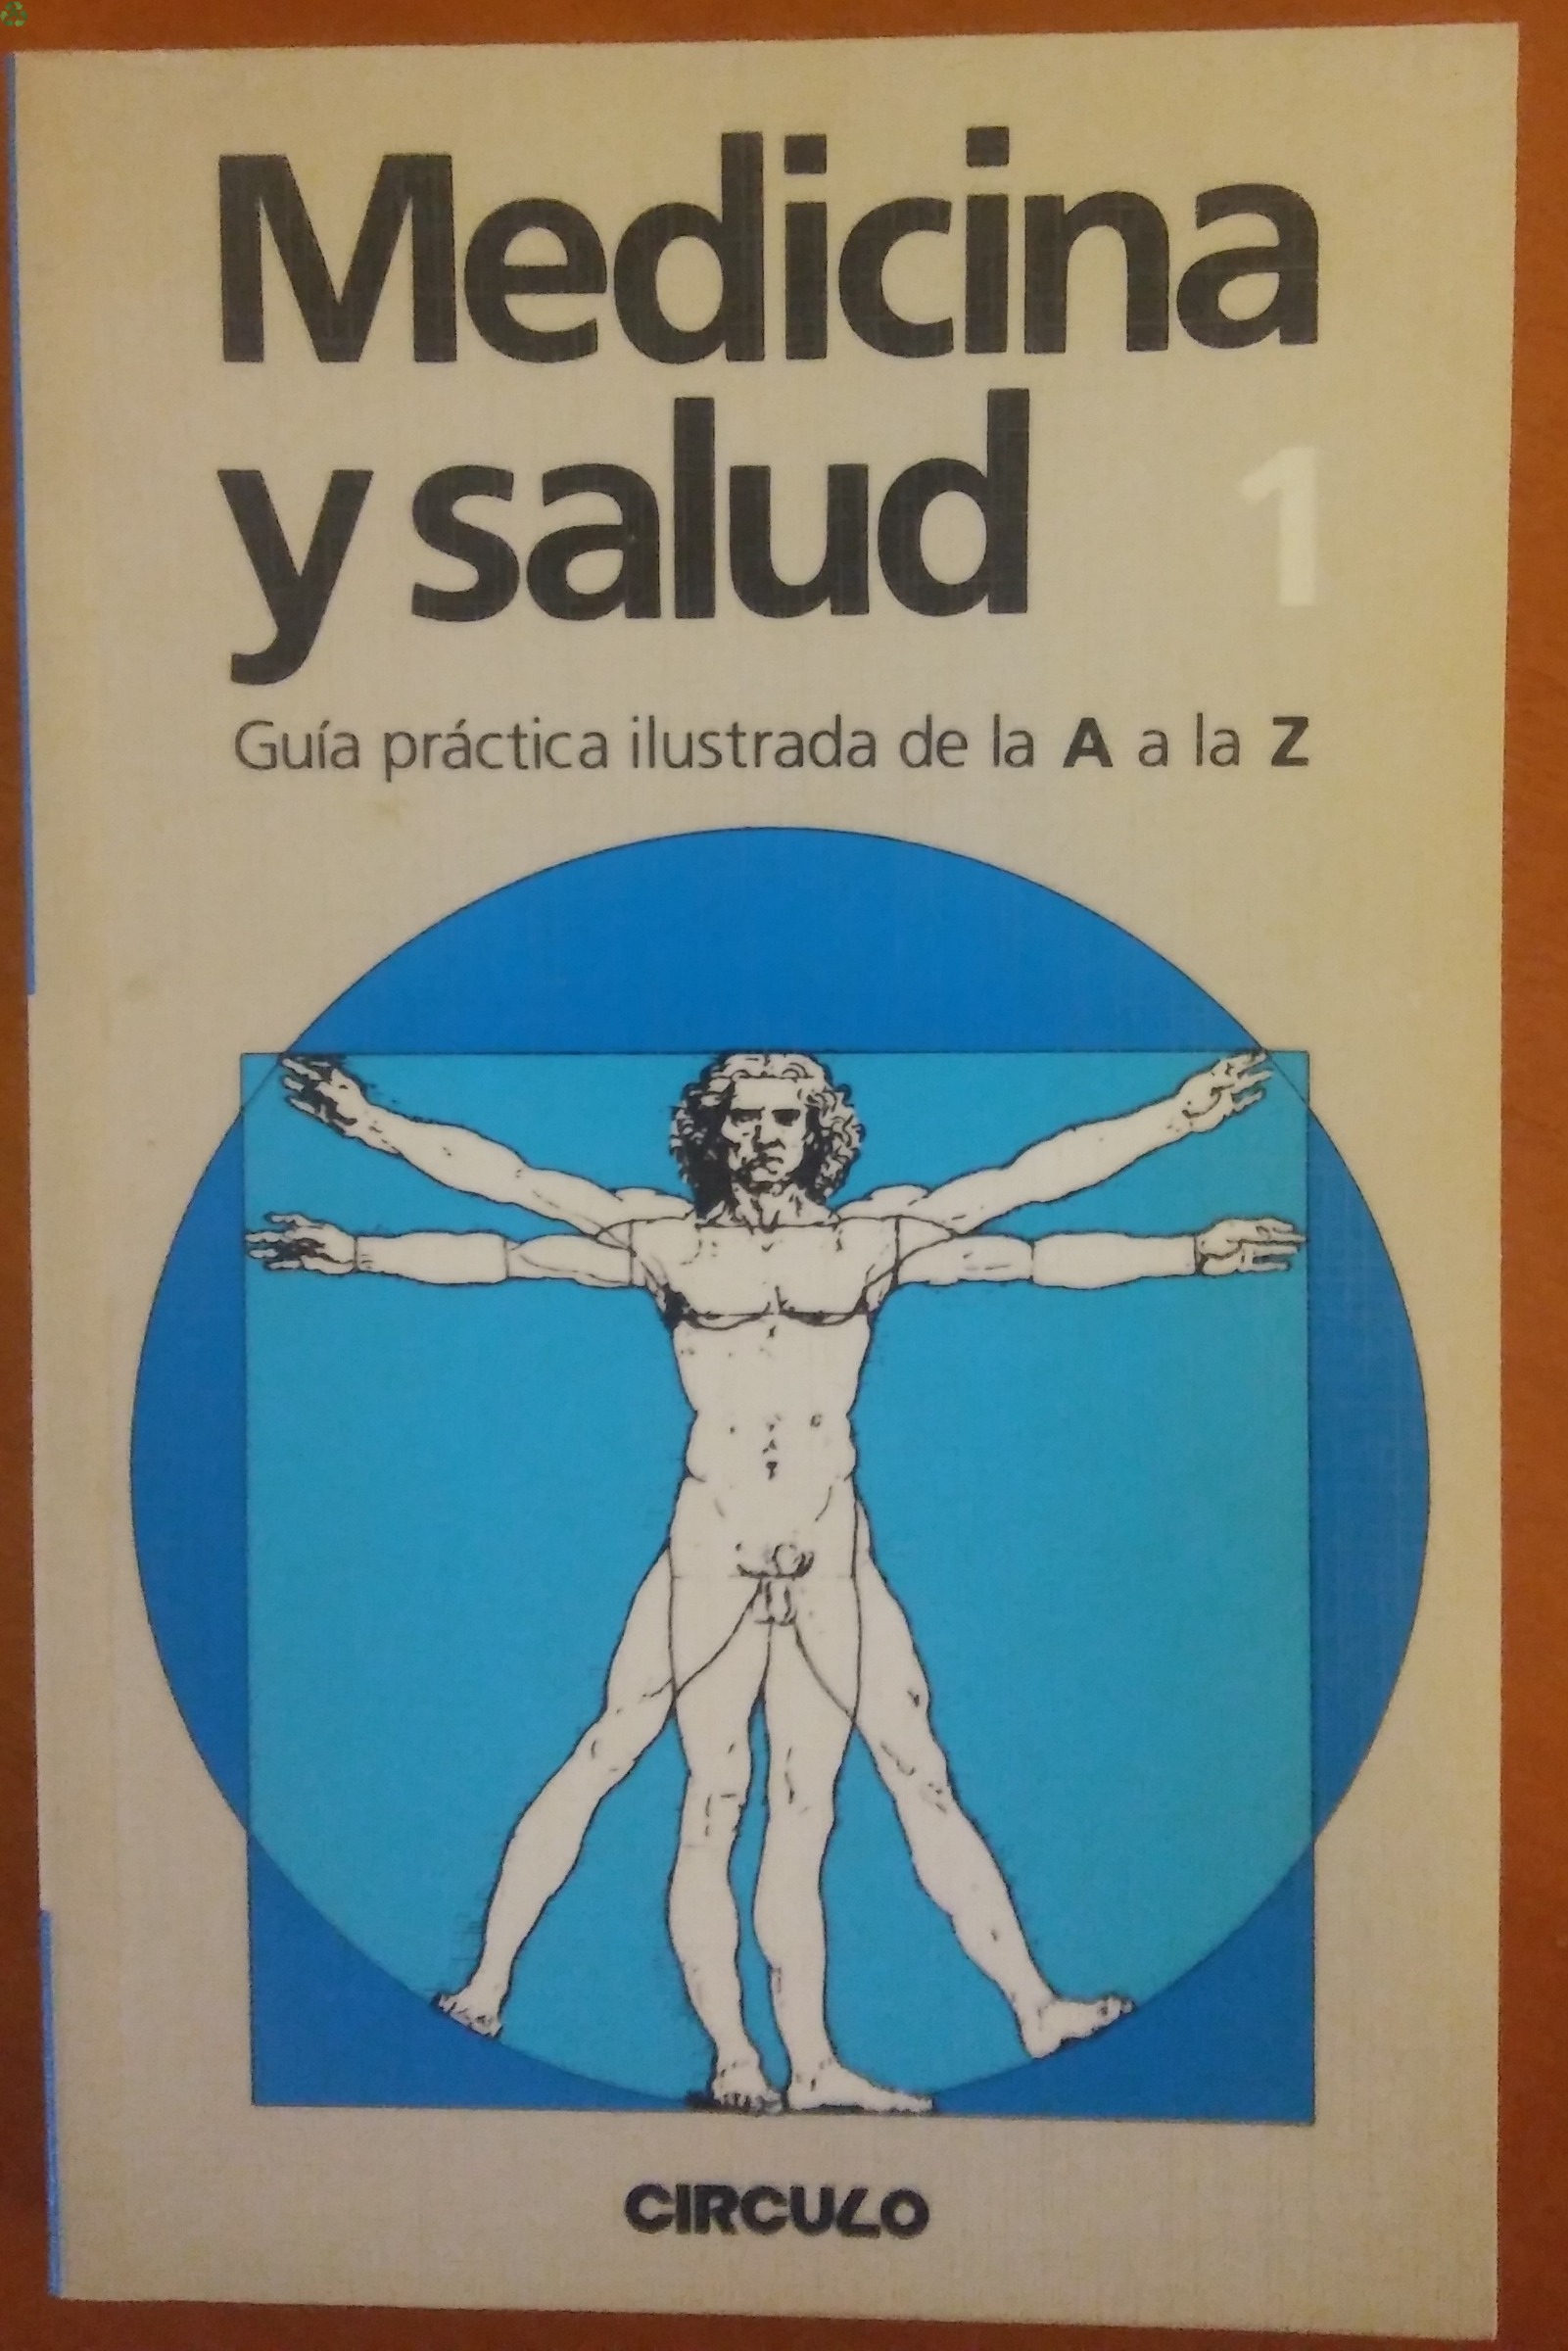 Medicina
y salud 1
Guía práctica ilustrada de la A a la Z
CIRCULO